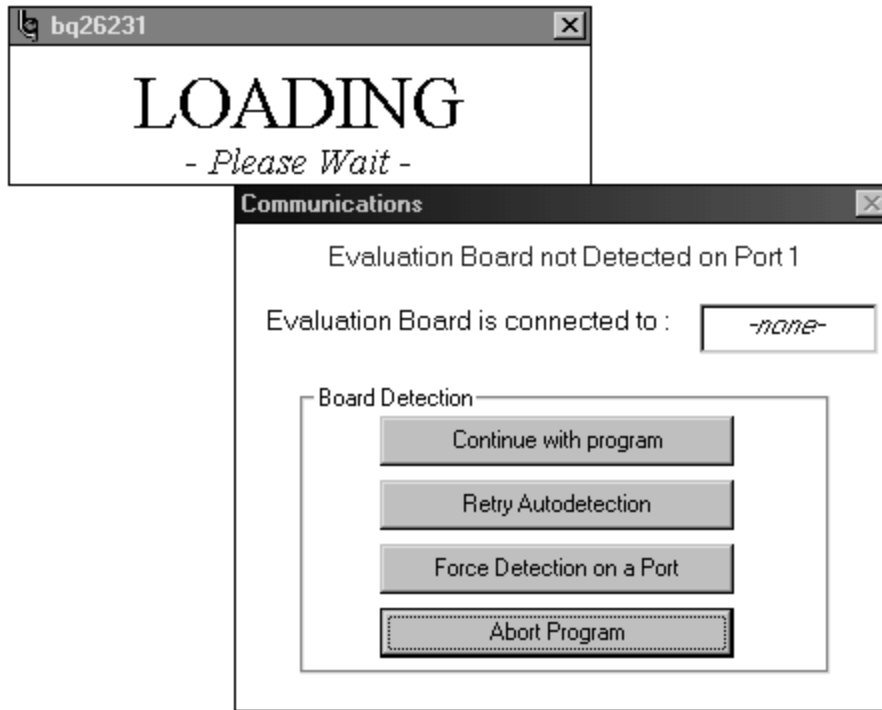 bq26231
LOADING
- Please Wait -
Communications
Evaluation Board not Detected on Port 1
Evaluation Board is connected to :
-none-
Board Detection
Continue with program
Retry Autodetection
Force Detection on a Port
Abort Program